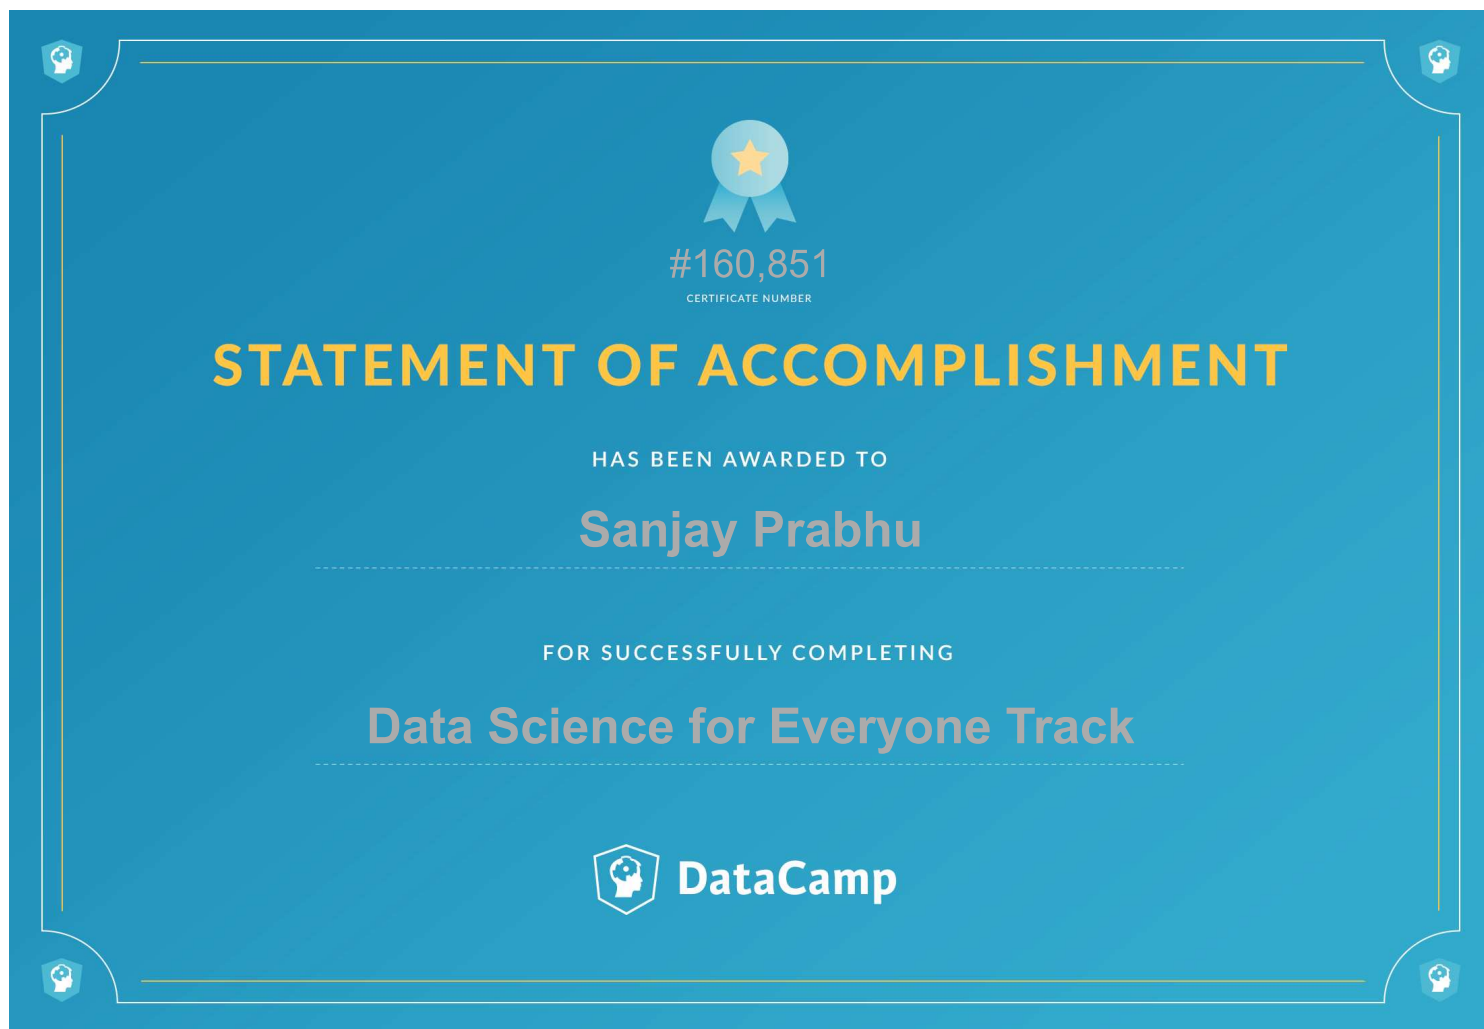 #160,851
CERTIFICATE NUMBER
STATEMENT OF ACCOMPLISHMENT
HAS BEEN AWARDED TO
Sanjay Prabhu
FOR SUCCESSFULLY COMPLETING
Data Science for Everyone Track
DataCamp